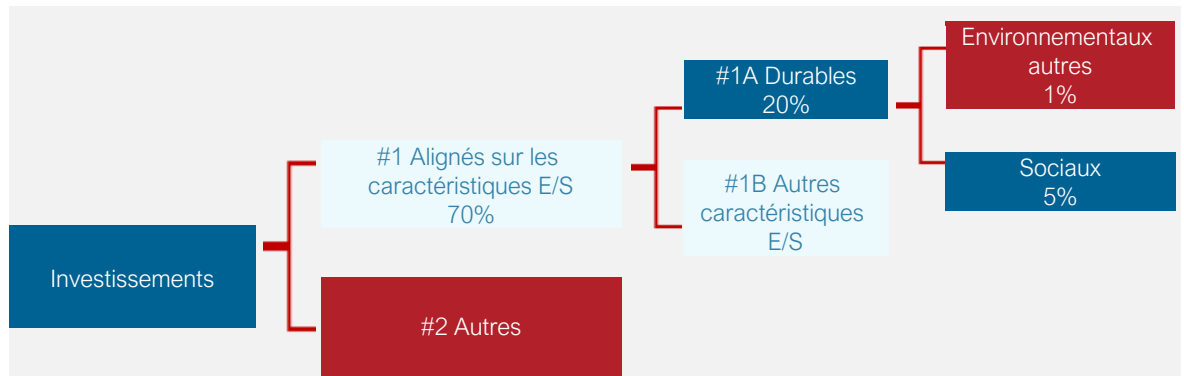 Investissements
#1 Alignés sur les
caractéristiques E/S
70%
#2 Autres
#1A Durables
20%
#1B Autres
caractéristiques
E/S
Environnementaux
autres
1%
Sociaux
5%